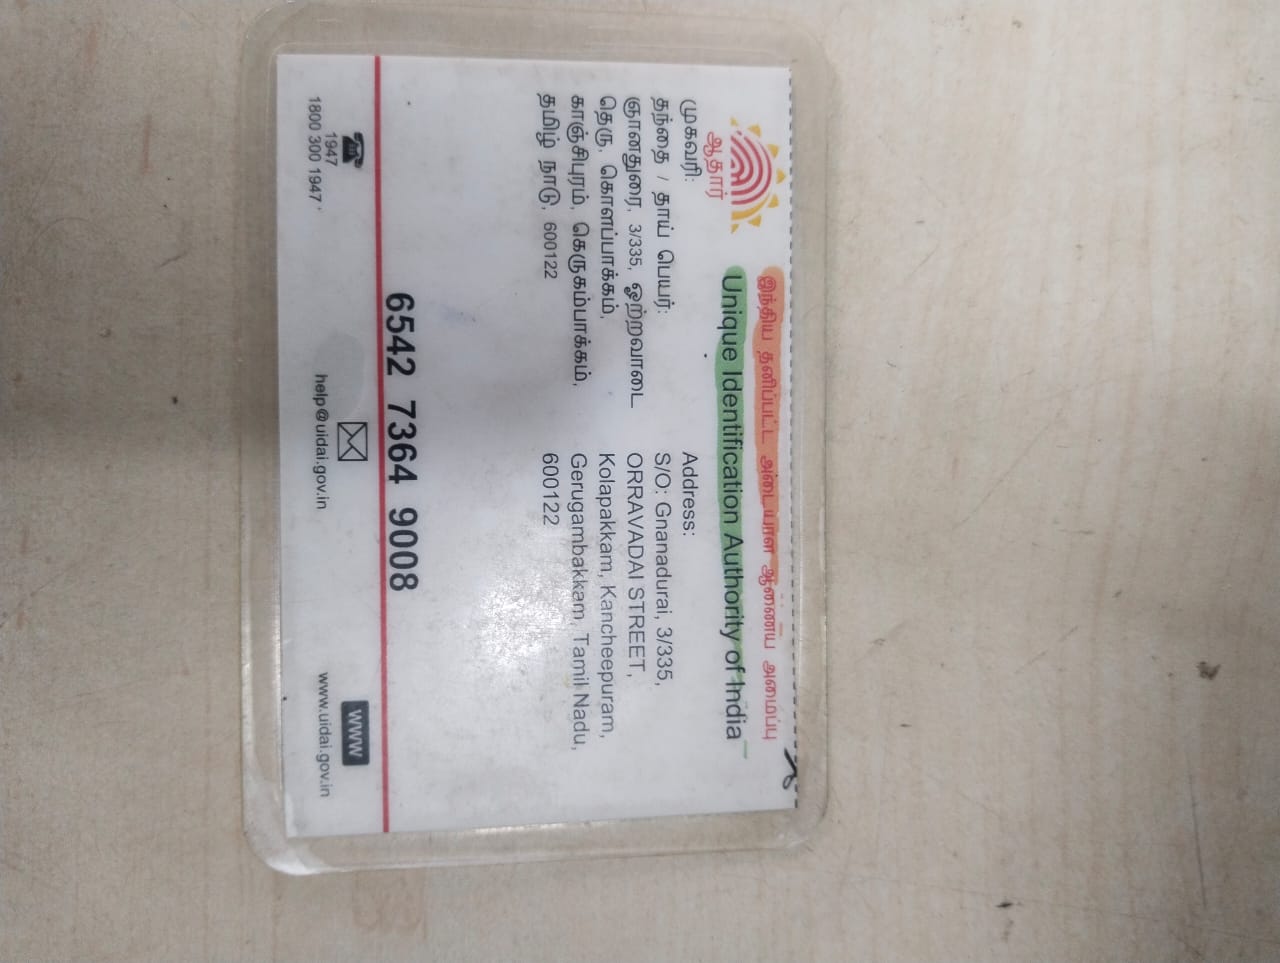 இந்திய தனிப்பட்ட அடையாள ஆணைய அமைப்பு
Unique Identification Authority of India
ஆதார்
முகவரி:
தந்தை / தாய் பெயர்:
ஞானதுரை, 3/335, ஒற்றவாடை
தெரு, கொளப்பாக்கம்,
காஞ்சிபுரம், கெருகம்பாக்கம்,
தமிழ் நாடு, 600122
Address:
S/O: Gnanadurai, 3/335,
ORRAVADAI STREET,
Kolapakkam, Kancheepuram,
Gerugambakkam, Tamil Nadu,
600122
6542 7364 9008
1947
1800 300 1947
help@uidai.gov.in
WWW
www.uidai.gov.in